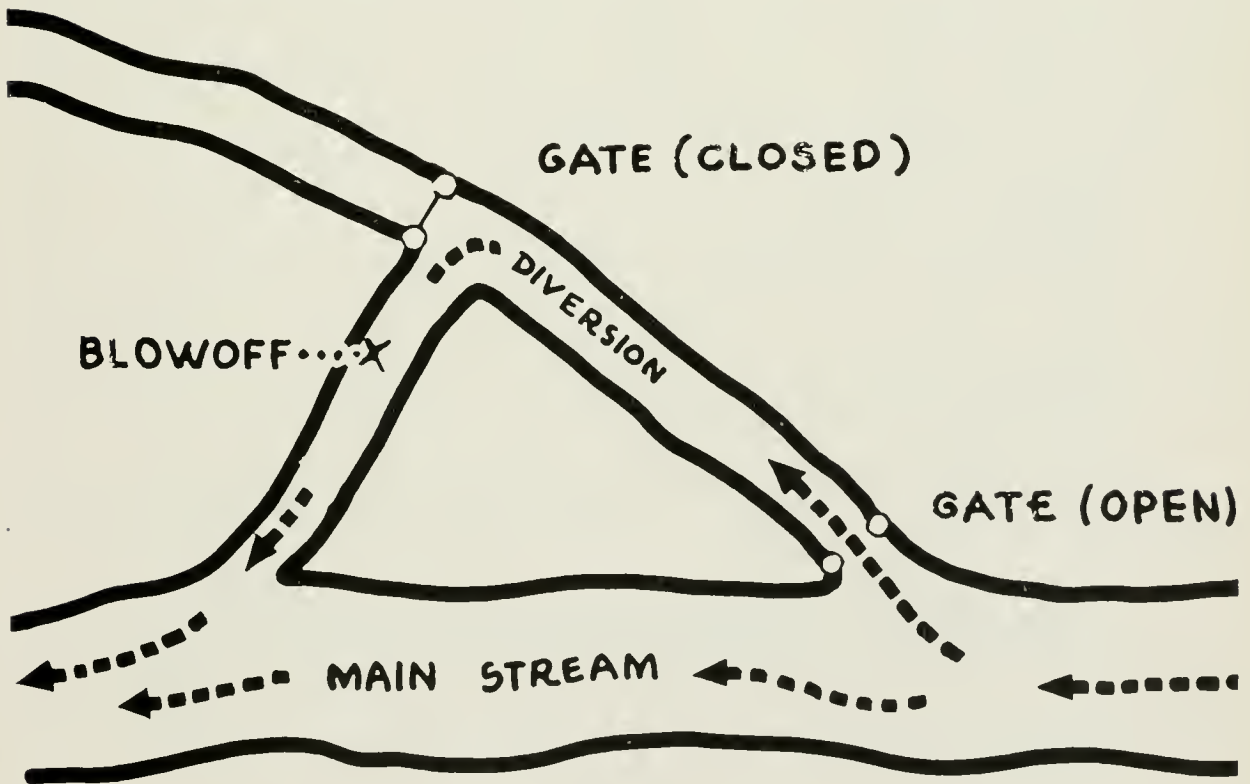 GATE (CLOSED)
DIVERSION
BLOWOFF
X
GATE (OPEN)
MAIN STREAM